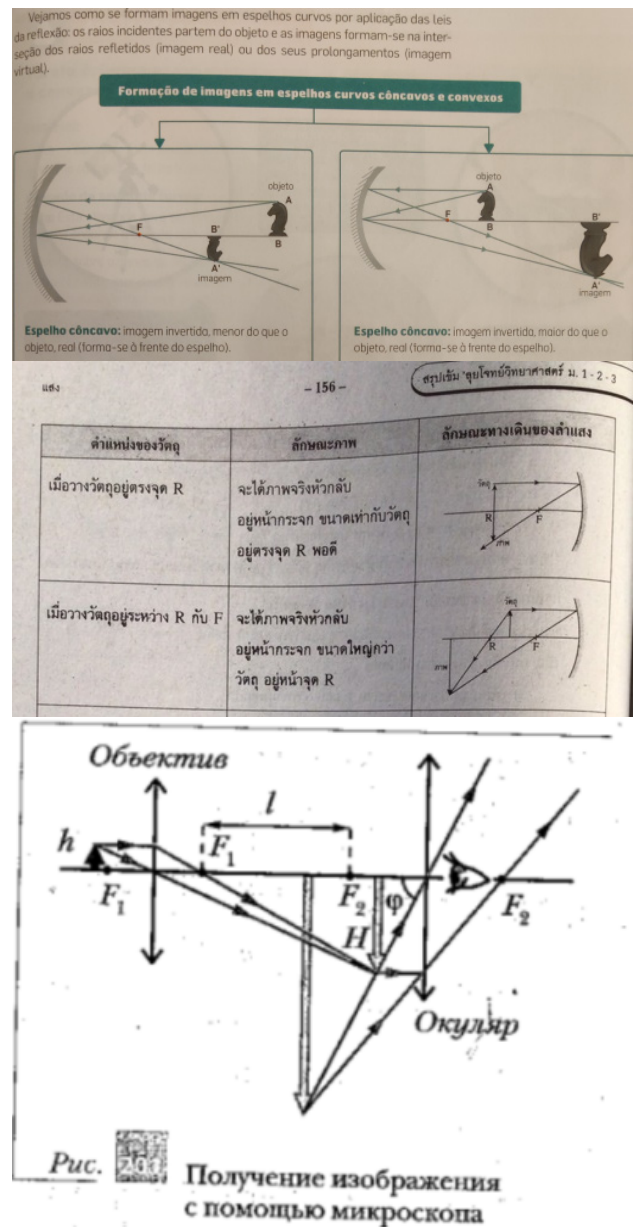 Vejamos como se formam imagens em espelhos curvos por aplicação das leis
da reflexão: os raios incidentes partem do objeto e as imagens formam-se na inter-
seção dos raios refletidos (imagem real) ou dos seus prolongamentos (imagem
virtual).
Formação de imagens em espelhos curvos côncavos e convexos
objeto
A
F
B'
B
A'
imagem
Espelho côncavo: imagem invertida, menor do que o
objeto, real (forma-se à frente do espelho).
objeto
A
F
B
B'
A'
imagem
Espelho côncavo: imagem invertida, maior do que o
objeto, real (forma-se à frente do espelho).
แสง
– 156 –
สรุปเข้ม ลุยโจทย์วิทยาศาสตร์ ม. 1 - 2 - 3
ตำแหน่งของวัตถุ
ลักษณะภาพ
ลักษณะทางเดินของลำแสง
เมื่อวางวัตถุอยู่ตรงจุด R
จะได้ภาพจริงหัวกลับ
อยู่หน้ากระจก ขนาดเท่ากับวัตถุ
อยู่ตรงจุด R พอดี
วัตถุ
R
F
ภาพ
เมื่อวางวัตถุอยู่ระหว่าง R กับ F
จะได้ภาพจริงหัวกลับ
อยู่หน้ากระจก ขนาดใหญ่กว่า
วัตถุ อยู่หน้าจุด R
วัตถุ
R
F
ภาพ
Объектив
l
h
F₁
F₁
F₂
φ
F₂
H
Окуляр
Рис.
Получение изображения
с помощью микроскопа